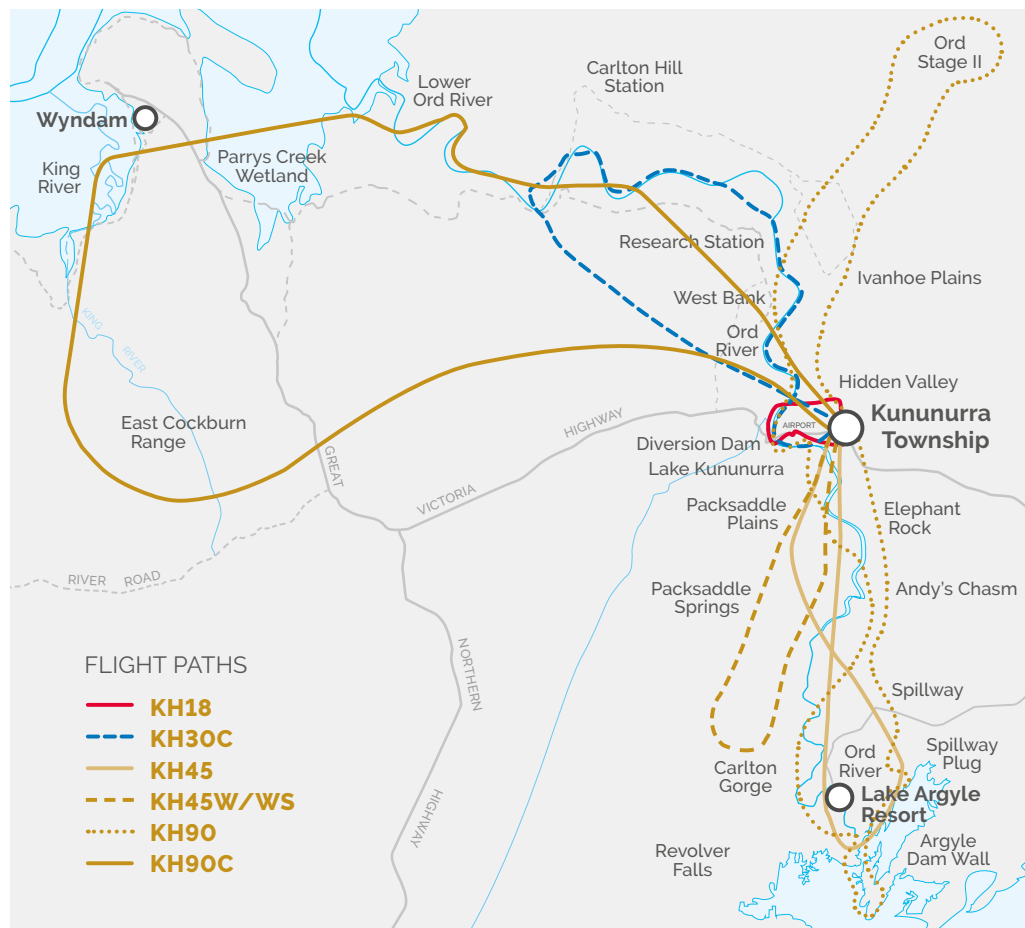 Ord
Stage II
Carlton Hill
Station
Lower
Ord River
Wyndam
King
River
Parrys Creek
Wetland
Research Station
Ivanhoe Plains
West Bank
KING
RIVER
Ord
River
Hidden Valley
Kununurra
Township
AIRPORT
East Cockburn
Range
HIGHWAY
Diversion Dam
GREAT
Lake Kununurra
VICTORIA
Packsaddle
Plains
Elephant
Rock
RIVER ROAD
Packsaddle
Springs
Andy's Chasm
NORTHERN
FLIGHT PATHS
KH18
KH30C
KH45
KH45W/WS
KH90
KH90C
Spillway
Ord
River
Spillway
Plug
Carlton
Gorge
Lake Argyle
Resort
HIGHWAY
Revolver
Falls
Argyle
Dam Wall